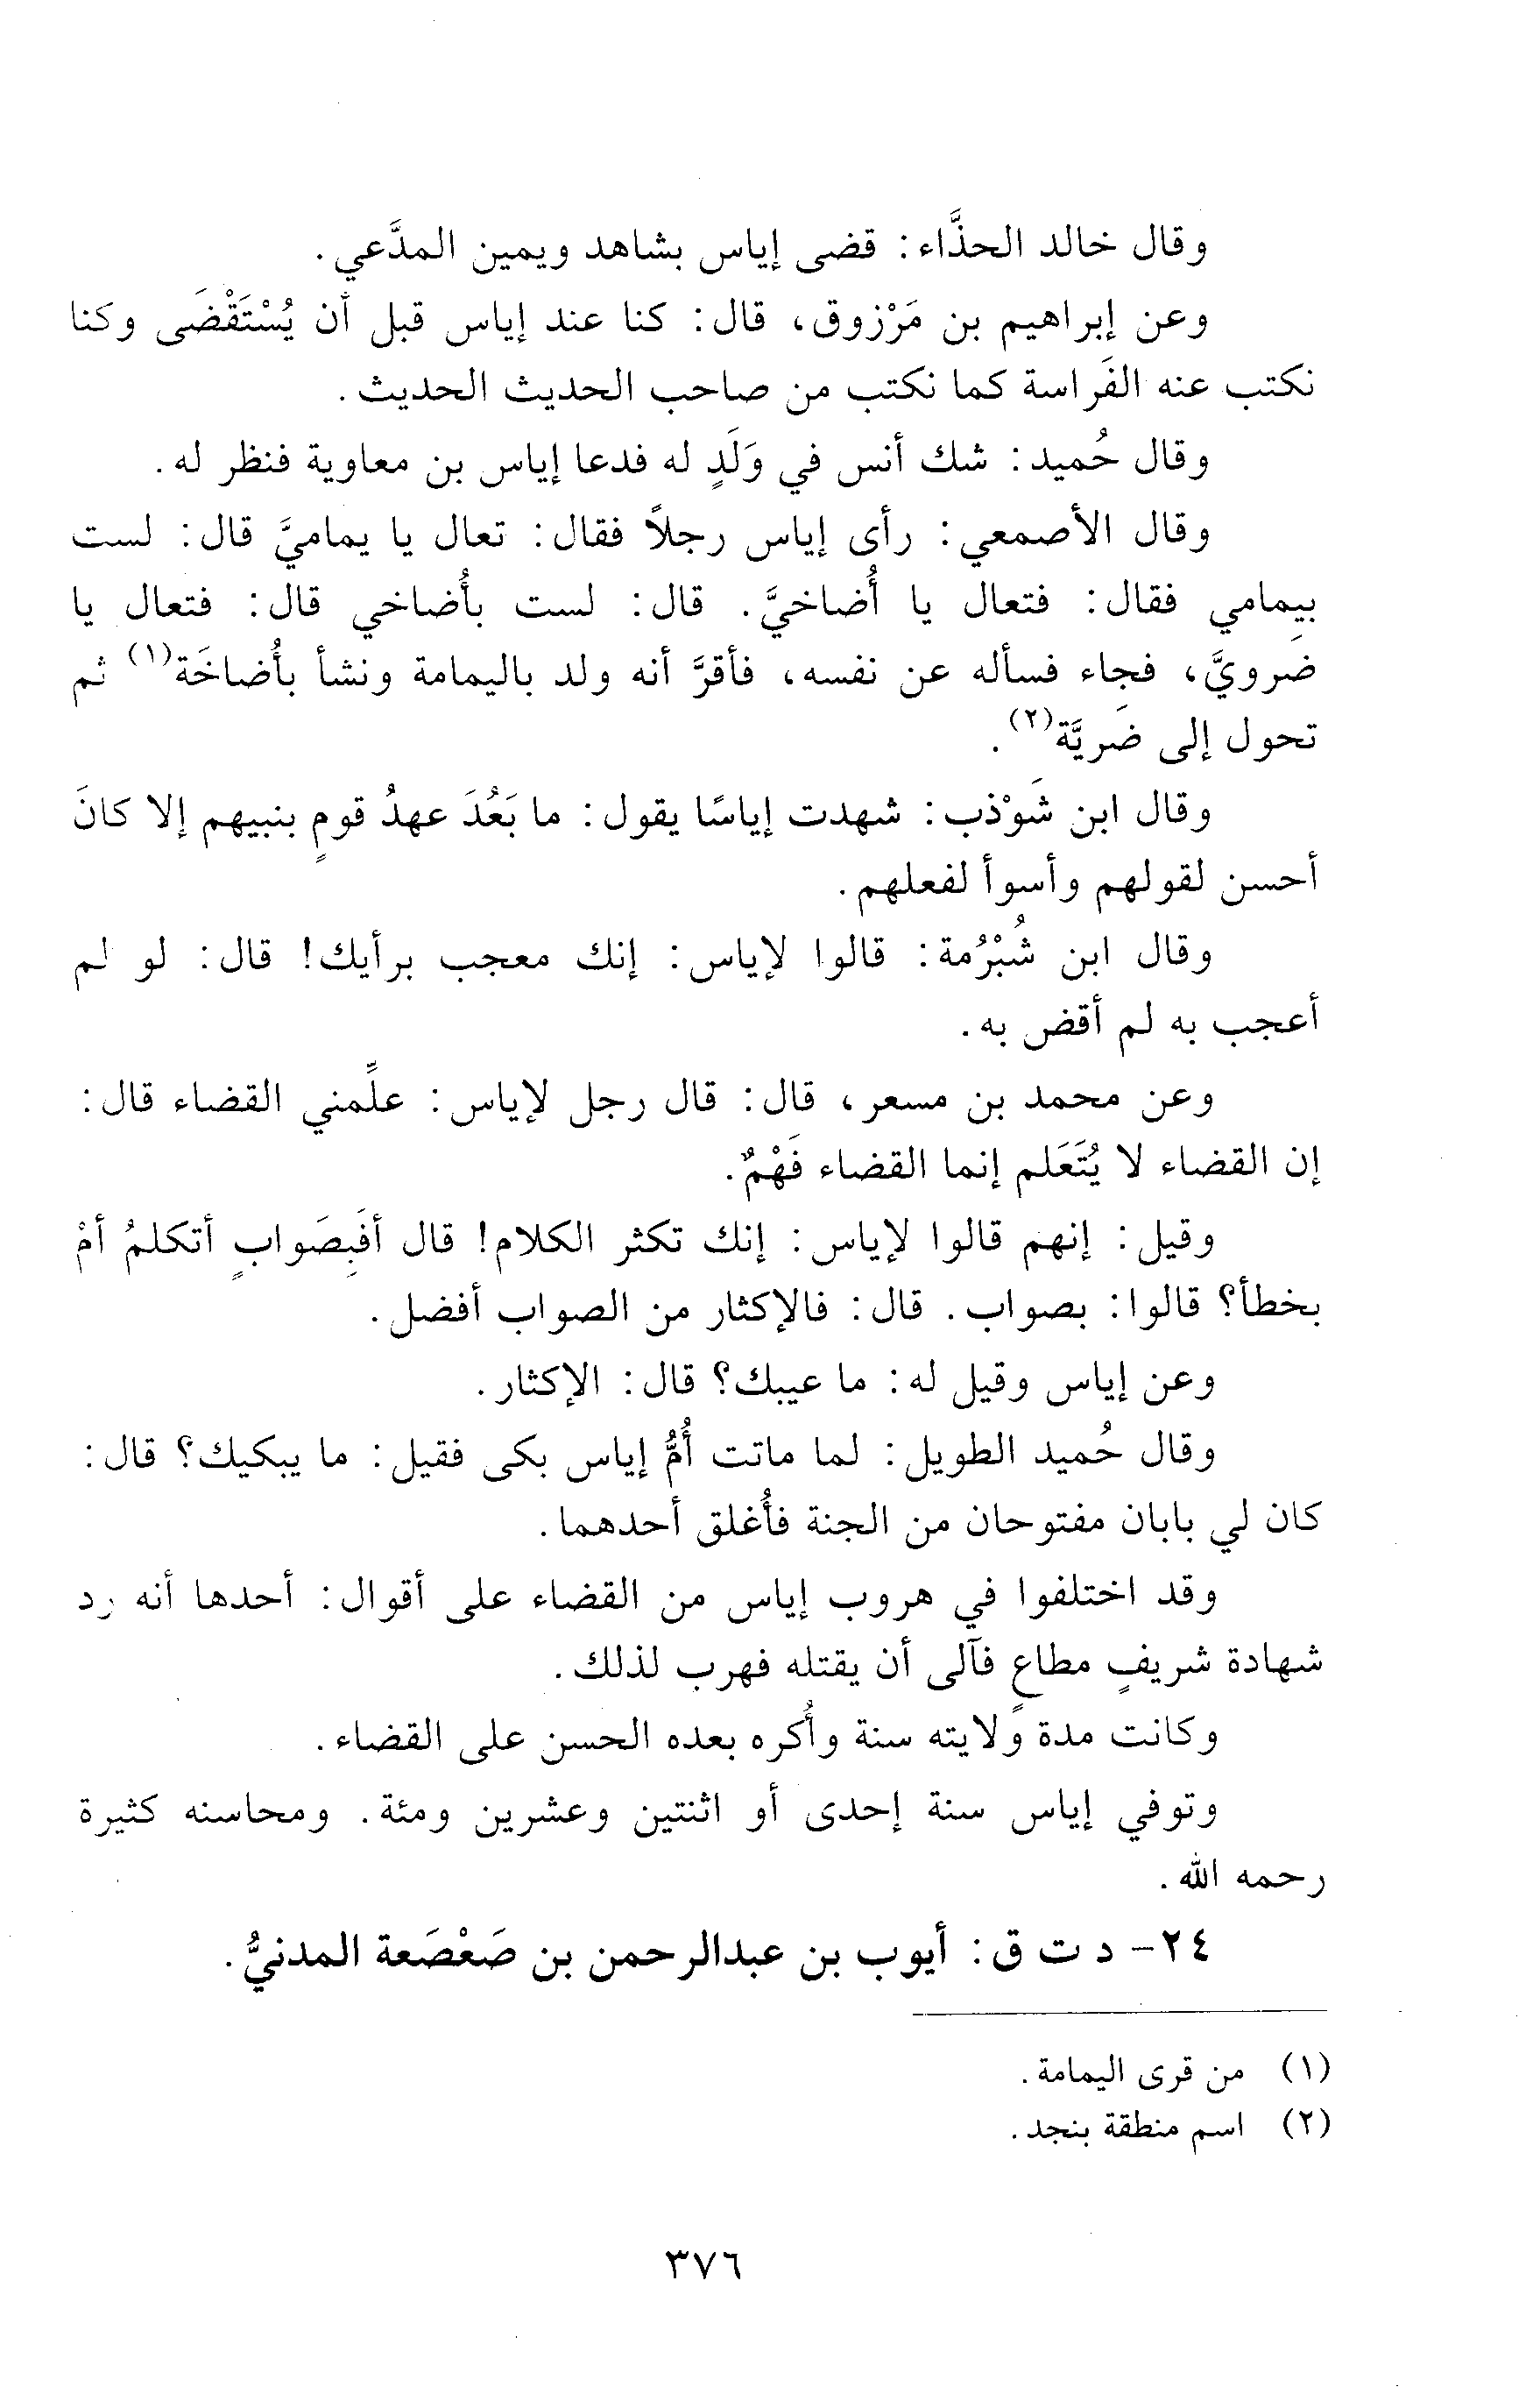 وقال خالد الحذَّاء: قضى إياس بشاهد ويمين المدَّعي.
وعن إبراهيم بن مَرْزوق، قال: كنا عند إياس قبل أن يُسْتَقْضَى وكنا
نكتب عنه الفَراسة كما نكتب من صاحب الحديث الحديث.
وقال حُميد: شك أنس في وَلَدٍ له فدعا إياس بن معاوية فنظر له.
وقال الأصمعي: رأى إياس رجلاً فقال: تعال يا يماميَّ قال: لست
بيمامي فقال: فتعال يا أُضاخيَّ. قال: لست بأُضاخي قال: فتعال يا
ضَرويَّ، فجاء فسأله عن نفسه، فأقرَّ أنه ولد باليمامة ونشأ بأُضاخَة(١) ثم
تحول إلى ضَريَّة(٢).
وقال ابن شَوْذب: شهدت إياسًا يقول: ما بَعُدَ عهدُ قومٍ بنبيهم إلا كانَ
أحسن لقولهم وأسوأ لفعلهم.
وقال ابن شُبْرُمة: قالوا لإياس: إنك معجب برأيك! قال: لو لم
أعجب به لم أقض به.
وعن محمد بن مسعر، قال: قال رجل لإياس: علِّمني القضاء قال:
إن القضاء لا يُتَعَلم إنما القضاء فَهْمٌ.
وقيل: إنهم قالوا لإياس: إنك تكثر الكلام! قال أفَبِصَوابٍ أتكلمُ أمْ
بخطأ؟ قالوا: بصواب. قال: فالإكثار من الصواب أفضل.
وعن إياس وقيل له: ما عيبك؟ قال: الإكثار.
وقال حُميد الطويل: لما ماتت أُمُّ إياس بكى فقيل: ما يبكيك؟ قال:
كان لي بابان مفتوحان من الجنة فأُغلق أحدهما.
وقد اختلفوا في هروب إياس من القضاء على أقوال: أحدها أنه رد
شهادة شريفٍ مطاعٍ فآلى أن يقتله فهرب لذلك.
وكانت مدة وَلايته سنة وأُكره بعده الحسن على القضاء.
وتوفي إياس سنة إحدى أو اثنتين وعشرين ومئة. ومحاسنه كثيرة
رحمه الله.
٢٤- د ت ق: أيوب بن عبدالرحمن بن صَعْصَعة المدنيُّ.
(١) من قرى اليمامة.
(٢) اسم منطقة بنجد.
٣٧٦